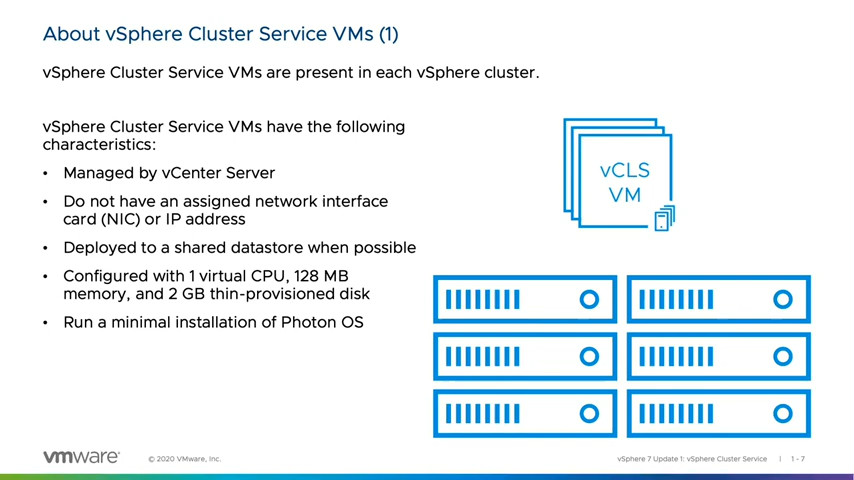 About vSphere Cluster Service VMs (1)
vSphere Cluster Service VMs are present in each vSphere cluster.
vSphere Cluster Service VMs have the following
characteristics:
• Managed by vCenter Server
• Do not have an assigned network interface
card (NIC) or IP address
• Deployed to a shared datastore when possible
• Configured with 1 virtual CPU, 128 MB
memory, and 2 GB thin-provisioned disk
• Run a minimal installation of Photon OS
vCLS
VM
vmware®
© 2020 VMware, Inc.
vSphere 7 Update 1: vSphere Cluster Service | 1 - 7